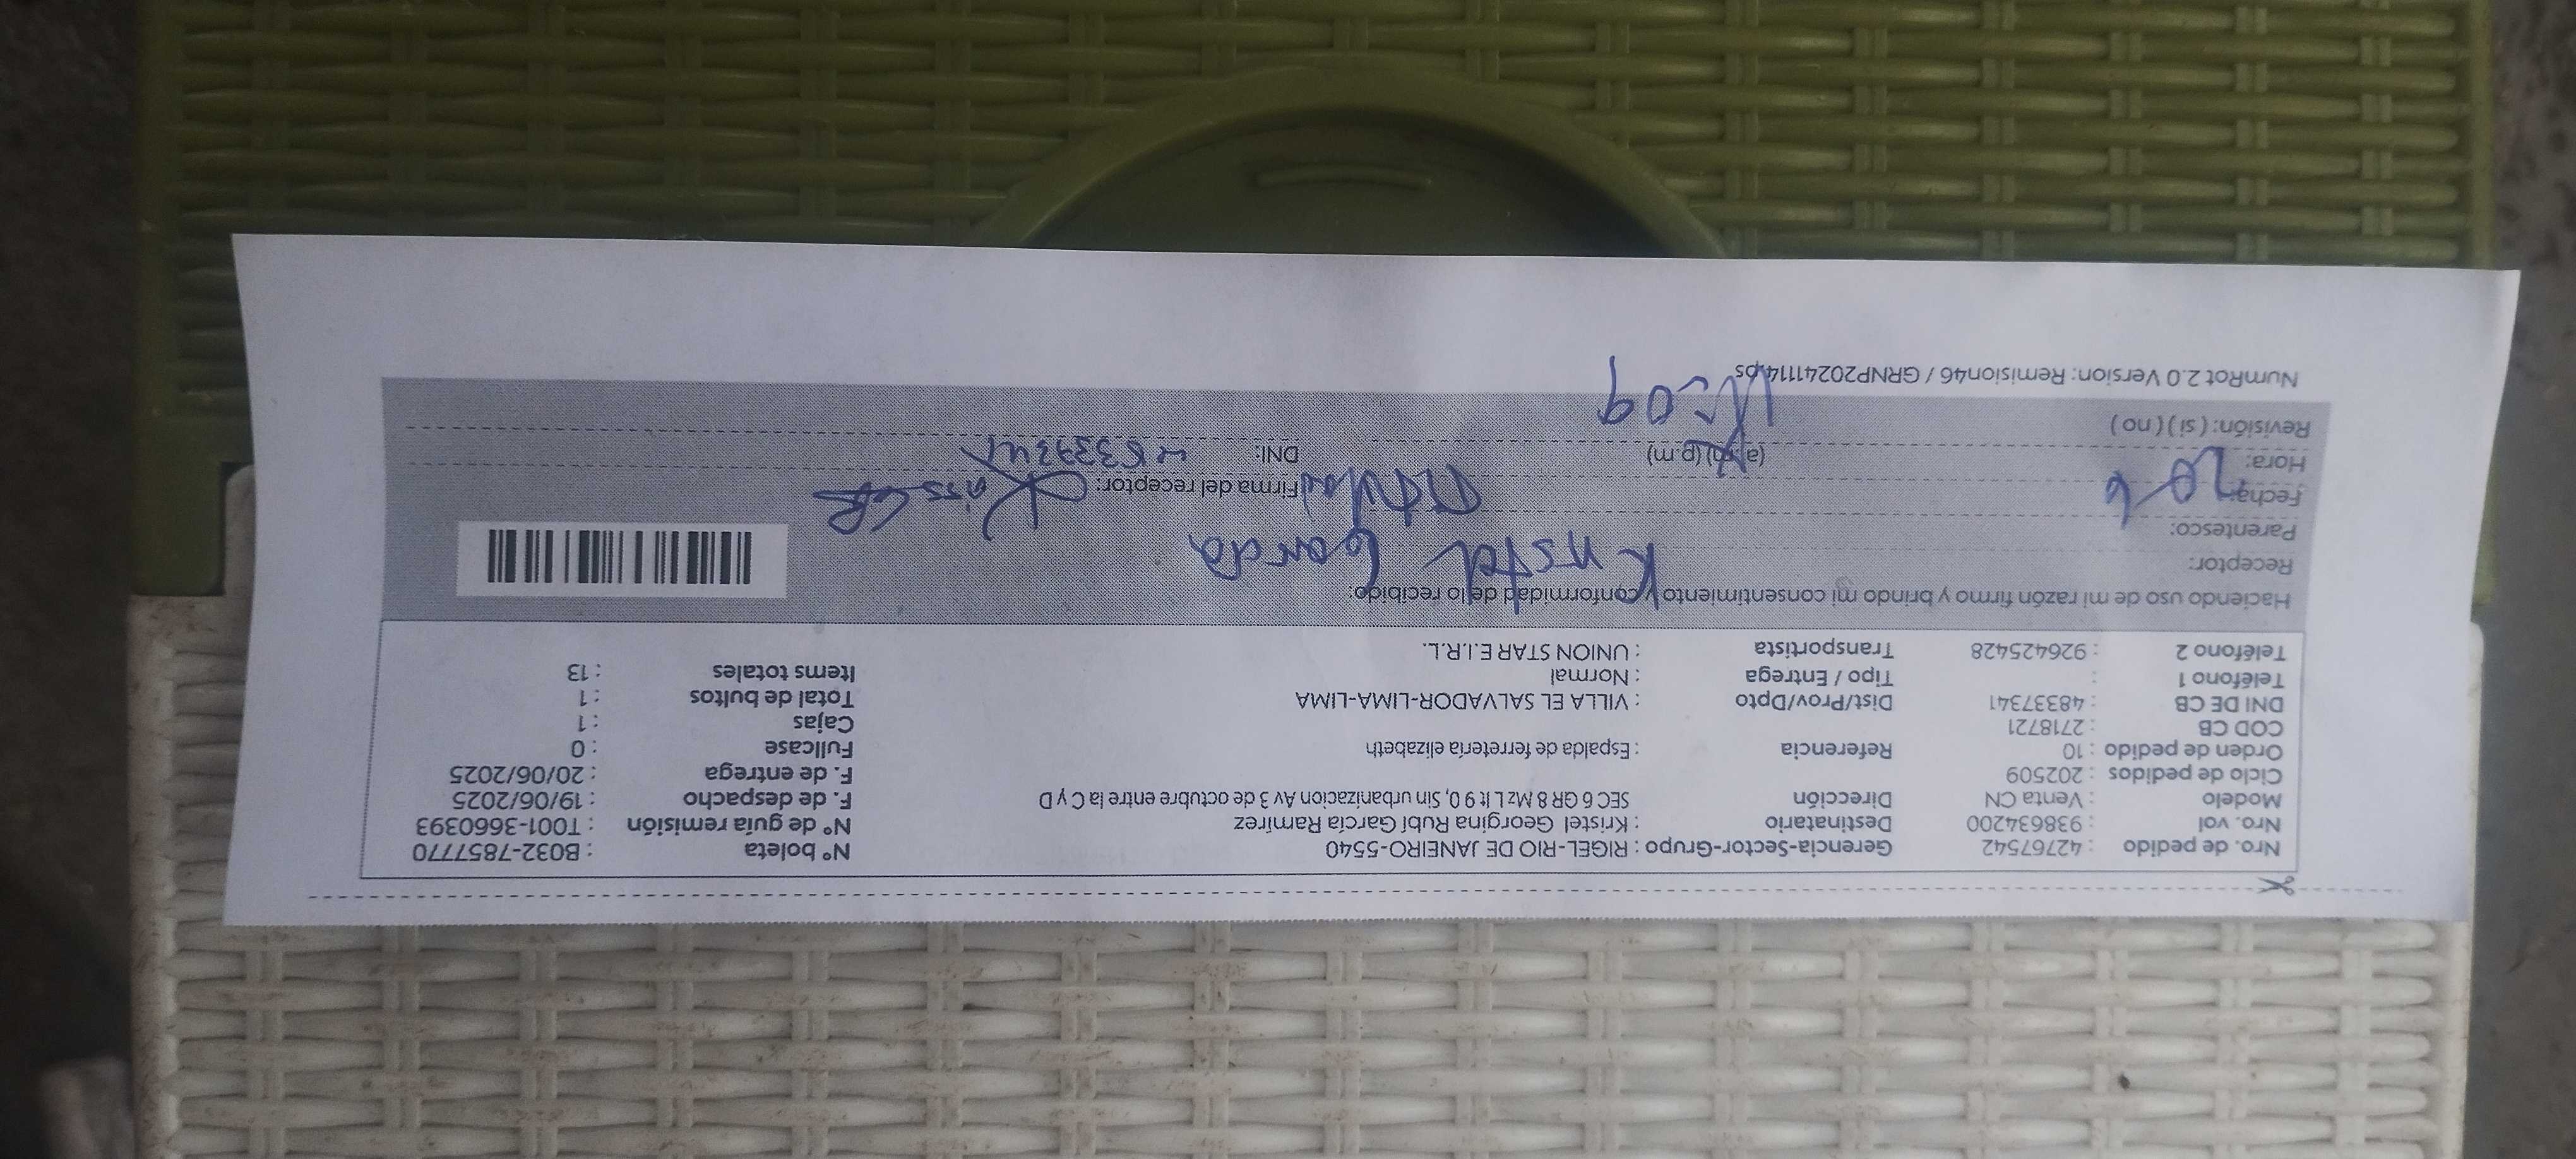 Nro. de pedido : 42767542 Gerencia-Sector-Grupo : RIGEL-RIO DE JANEIRO-5540 N° boleta : B032-7857770
Nro. vol : 938634200 Destinatario : Kristel Georgina Rubí García Ramírez N° de guía remisión : T001-3660393
Modelo : Venta CN Dirección SEC 6 GR 8 Mz L lt 9 0, Sin urbanizacion Av 3 de octubre entre la C y D F. de despacho : 19/06/2025
Ciclo de pedidos : 202509 F. de entrega : 20/06/2025
Orden de pedido : 10 Referencia : Espalda de ferretería elizabeth Fullcase : 0
COD CB : 2718721 Cajas : 1
DNI DE CB : 48337341 Dist/Prov/Dpto : VILLA EL SALVADOR-LIMA-LIMA Total de bultos : 1
Teléfono 1 : Tipo / Entrega : Normal Items totales : 13
Teléfono 2 : 926425428 Transportista : UNION STAR E.I.R.L.
Haciendo uso de mi razón firmo y brindo mi consentimiento y conformidad de lo recibido:
Receptor: Kristel García
Parentesco: Titular
Fecha: 20-6 Firma del receptor:
Hora: (a.m) (p.m) DNI: 48337341
Revisión: ( si ) ( no ) 11:09
NumRot 2.0 Version: Remision46 / GRNP20241114.ps